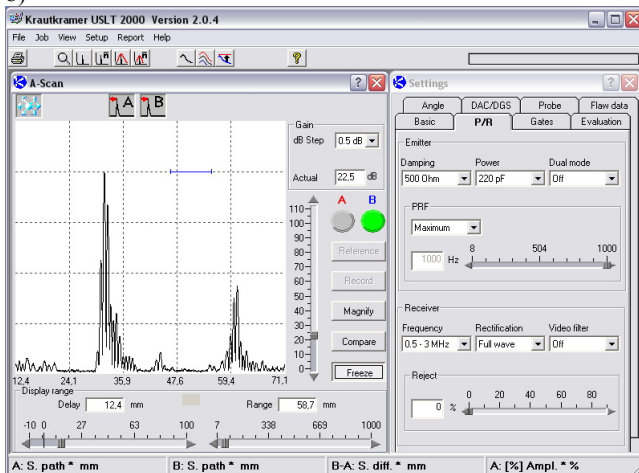 Krautkramer USLT 2000 Version 2.0.4
File Job View Setup Report Help
A-Scan
A B
Gain
dB Step 0.5 dB
Actual 22,5 dB
A B
110
100
90
80
70
60
50
40
30
20
10
0
Reference
Record
Magnify
Compare
Freeze
12,4 24,1 35,9 47,6 59,4 71,1
Display range
Delay 12,4 mm Range 58,7 mm
-10 0 27 63 100 7 338 669 1000
Settings
Angle DAC/DGS Probe Flaw data
Basic P/R Gates Evaluation
Emitter
Damping Power Dual mode
500 Ohm 220 pF Off
PRF
Maximum
1000 Hz 8 504 1000
Receiver
Frequency Rectification Video filter
0.5 - 3 MHz Full wave Off
Reject
0 % 0 20 40 60 80
A: S. path * mm B: S. path * mm B-A: S. diff. * mm A: [%] Ampl. * %